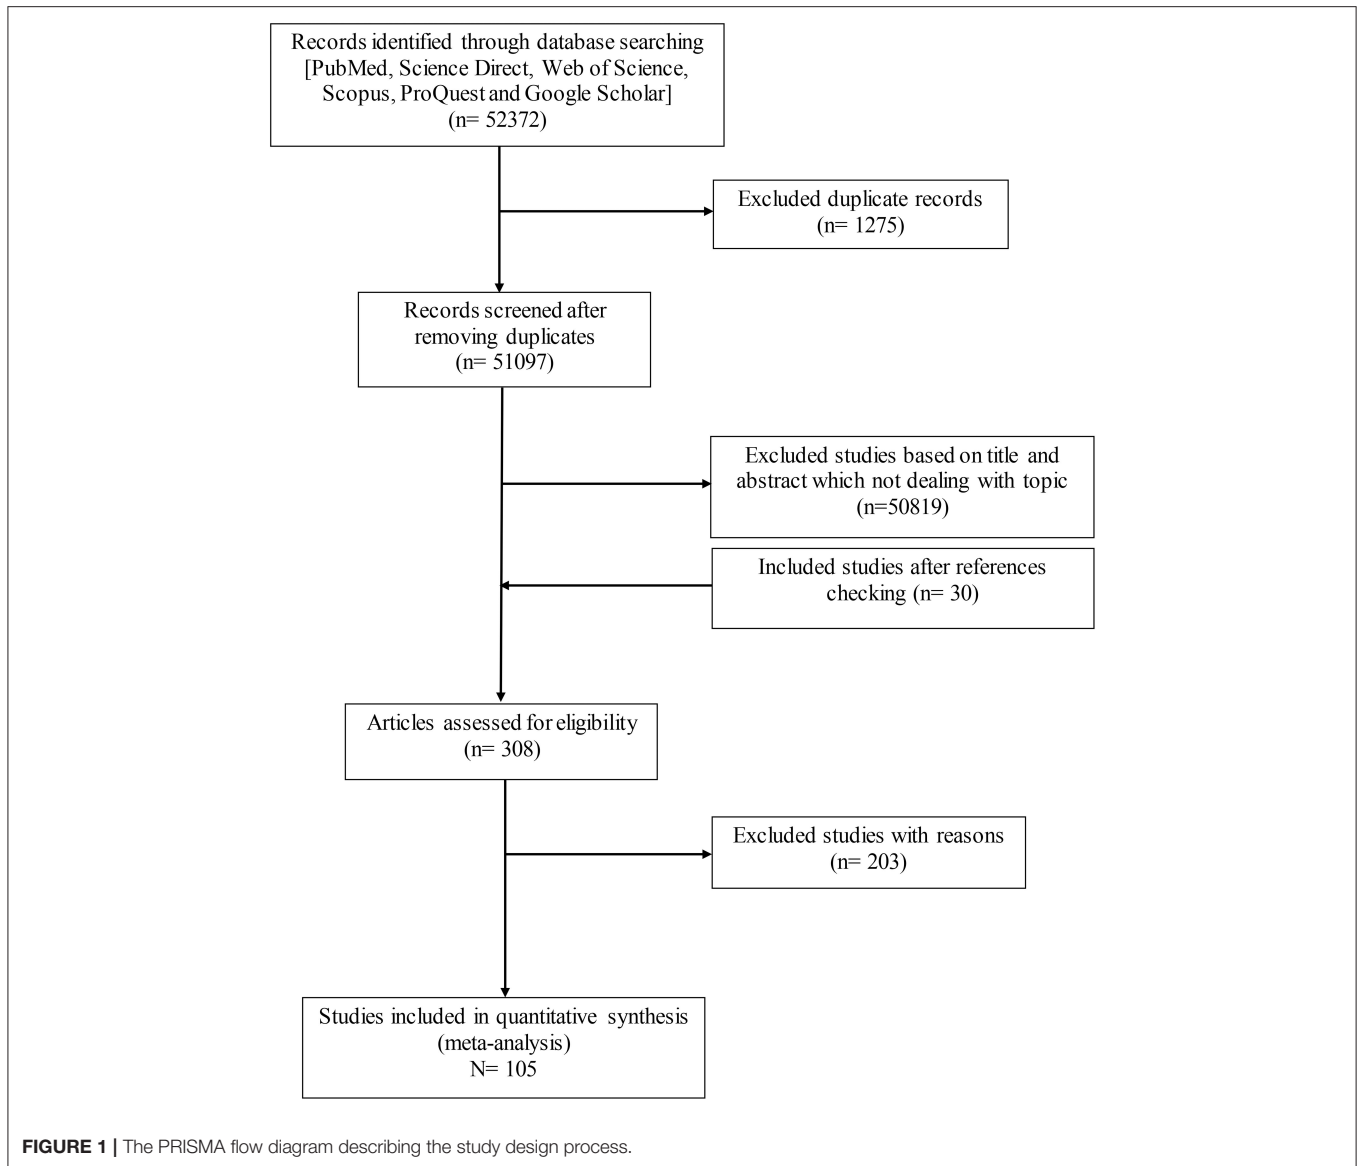 Records identified through database searching
[PubMed, Science Direct, Web of Science,
Scopus, ProQuest and Google Scholar]
(n= 52372)
Excluded duplicate records
(n= 1275)
Records screened after
removing duplicates
(n= 51097)
Excluded studies based on title and
abstract which not dealing with topic
(n=50819)
Included studies after references
checking (n= 30)
Articles assessed for eligibility
(n= 308)
Excluded studies with reasons
(n= 203)
Studies included in quantitative synthesis
(meta-analysis)
N= 105
FIGURE 1 | The PRISMA flow diagram describing the study design process.